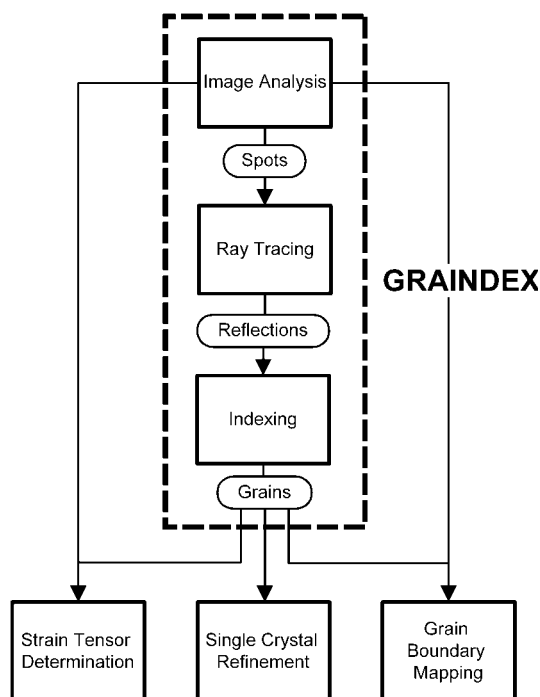 Image Analysis
Spots
Ray Tracing
GRAINDEX
Reflections
Indexing
Grains
Strain Tensor
Determination
Single Crystal
Refinement
Grain
Boundary
Mapping